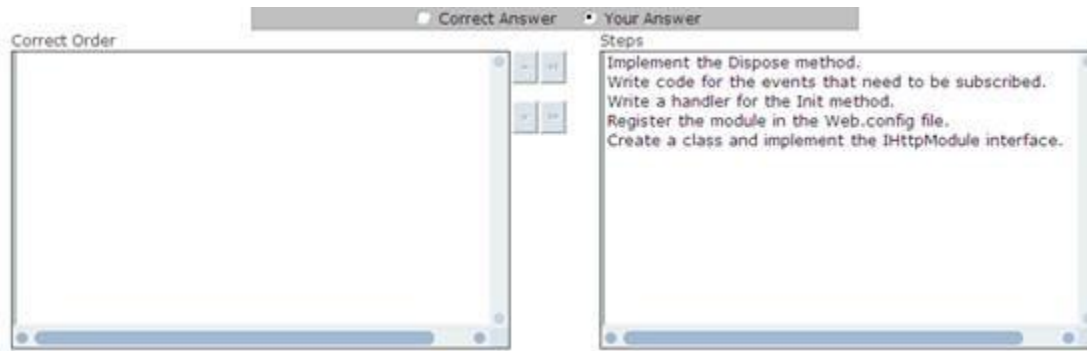 Correct Answer Your Answer
Correct Order
Steps
Implement the Dispose method.
Write code for the events that need to be subscribed.
Write a handler for the Init method.
Register the module in the Web.config file.
Create a class and implement the IHttpModule interface.